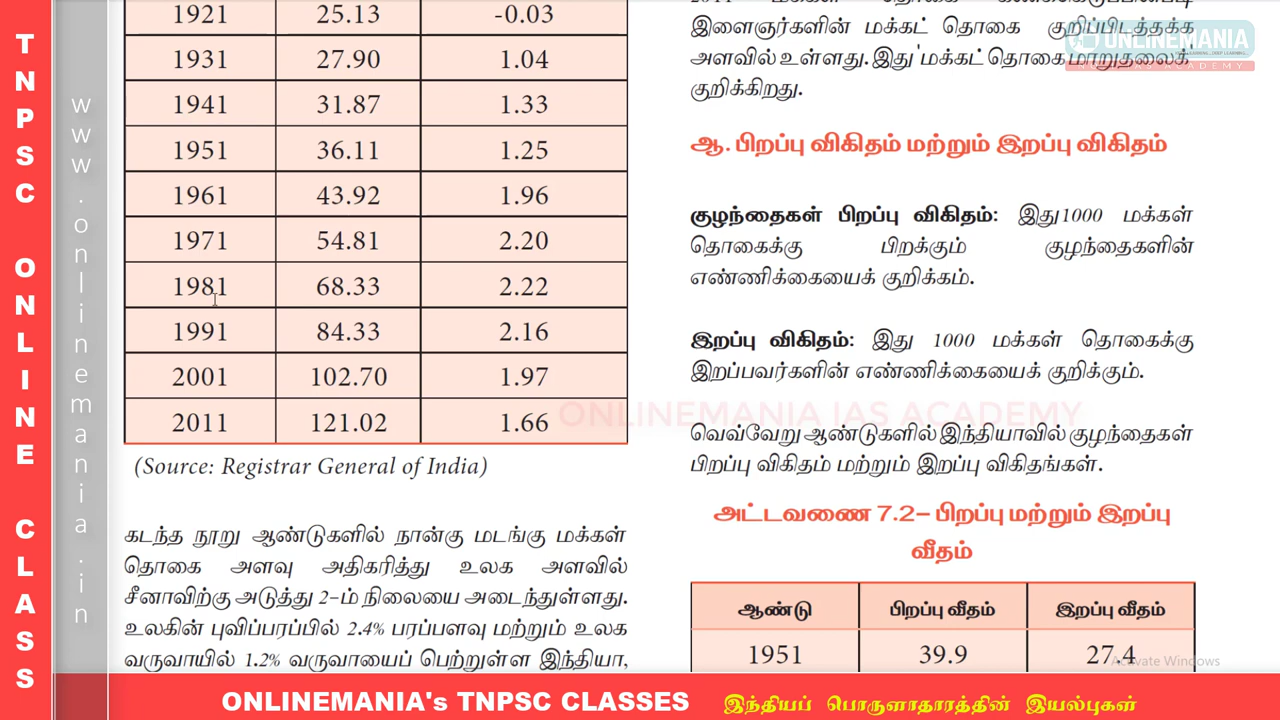 TNPSC ONLINE CLASS
www.onlinemania.in
1921 25.13 -0.03
1931 27.90 1.04
1941 31.87 1.33
1951 36.11 1.25
1961 43.92 1.96
1971 54.81 2.20
1981 68.33 2.22
1991 84.33 2.16
2001 102.70 1.97
2011 121.02 1.66
(Source: Registrar General of India)
கடந்த நூறு ஆண்டுகளில் நான்கு மடங்கு மக்கள்
தொகை அளவு அதிகரித்து உலக அளவில்
சீனாவிற்கு அடுத்து 2-ம் நிலையை அடைந்துள்ளது.
உலகின் புவிப்பரப்பில் 2.4% பரப்பளவு மற்றும் உலக
வருவாயில் 1.2% வருவாயைப் பெற்றுள்ள இந்தியா,
இளைஞர்களின் மக்கட் தொகை குறிப்பிடத்தக்க
அளவில் உள்ளது. இது 'மக்கட் தொகை மாறுதலைக்'
குறிக்கிறது.
ஆ. பிறப்பு விகிதம் மற்றும் இறப்பு விகிதம்
குழந்தைகள் பிறப்பு விகிதம்: இது 1000 மக்கள்
தொகைக்கு பிறக்கும் குழந்தைகளின்
எண்ணிக்கையைக் குறிக்கம்.
இறப்பு விகிதம்: இது 1000 மக்கள் தொகைக்கு
இறப்பவர்களின் எண்ணிக்கையைக் குறிக்கும்.
வெவ்வேறு ஆண்டுகளில் இந்தியாவில் குழந்தைகள்
பிறப்பு விகிதம் மற்றும் இறப்பு விகிதங்கள்.
அட்டவணை 7.2– பிறப்பு மற்றும் இறப்பு
வீதம்
ஆண்டு பிறப்பு வீதம் இறப்பு வீதம்
1951 39.9 27.4
ONLINEMANIA
ONLINEMANIA IAS ACADEMY
Activate Windows
ONLINEMANIA's TNPSC CLASSES இந்தியப் பொருளாதாரத்தின் இயல்புகள்